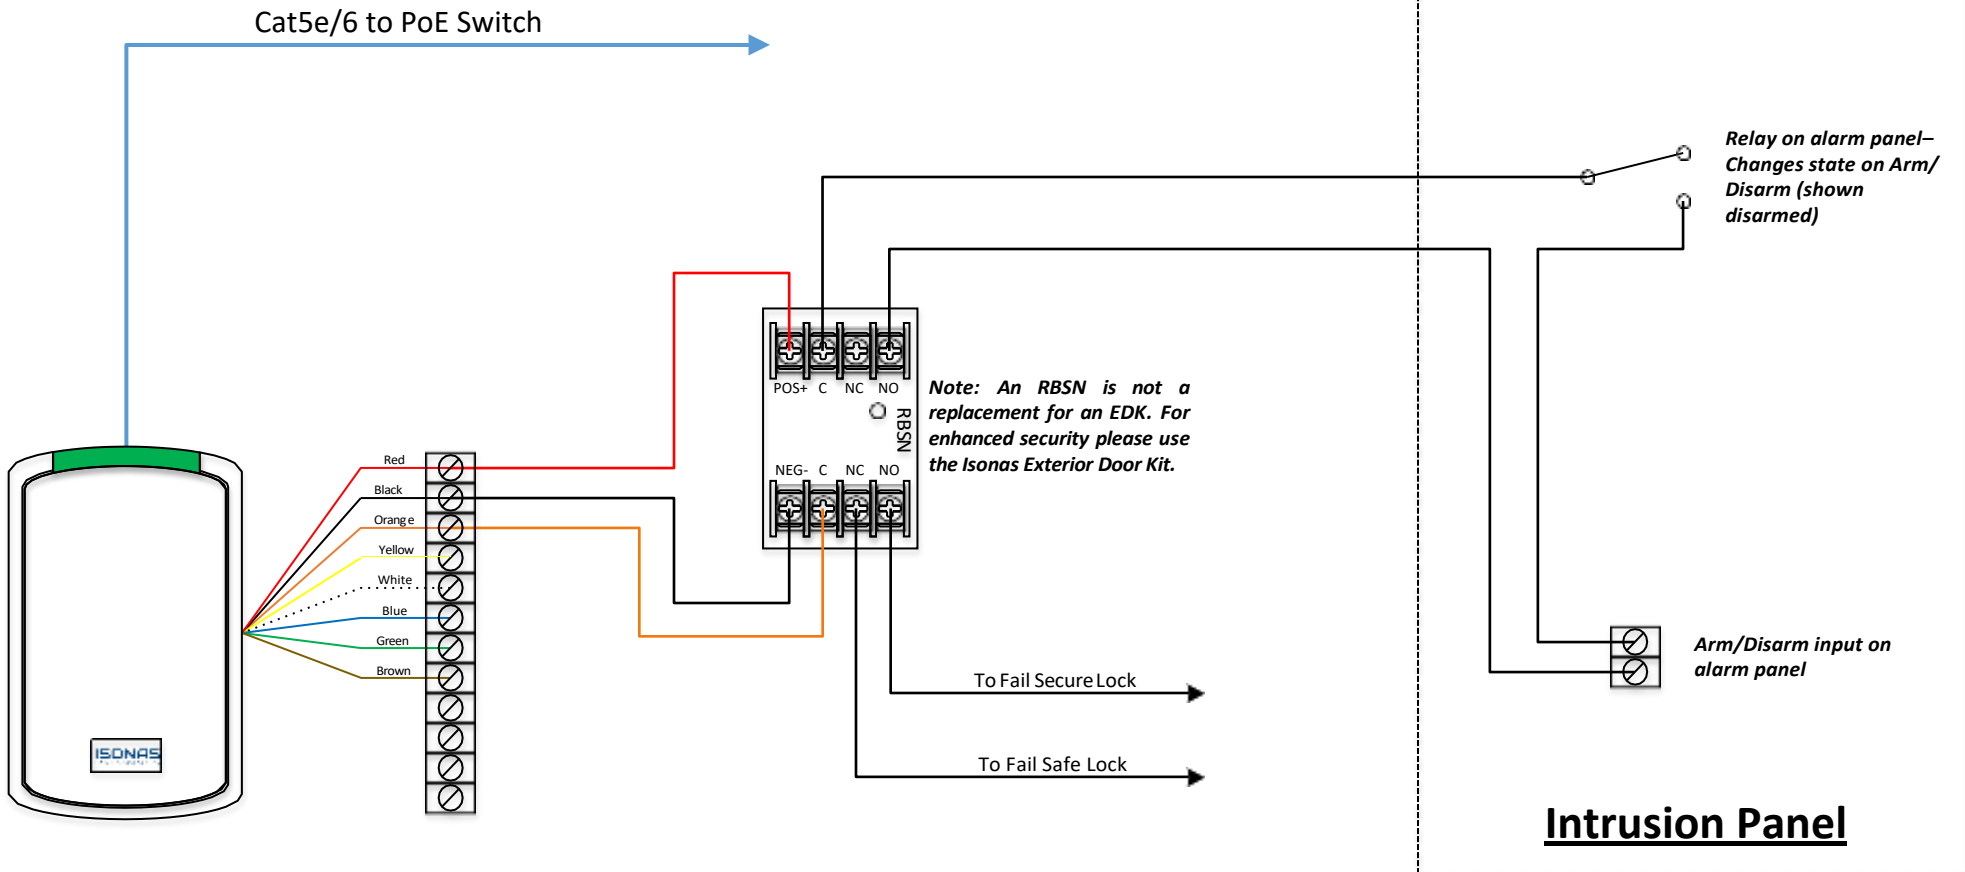 Cat5e/6 to PoE Switch
Relay on alarm panel–
Changes state on Arm/
Disarm (shown
disarmed)
POS+ C NC NO
RBSN
NEG- C NC NO
Note: An RBSN is not a
replacement for an EDK. For
enhanced security please use
the Isonas Exterior Door Kit.
Red
Black
Orange
Yellow
White
Blue
Green
Brown
ISONAS
To Fail Secure Lock
To Fail Safe Lock
Arm/Disarm input on
alarm panel
Intrusion Panel